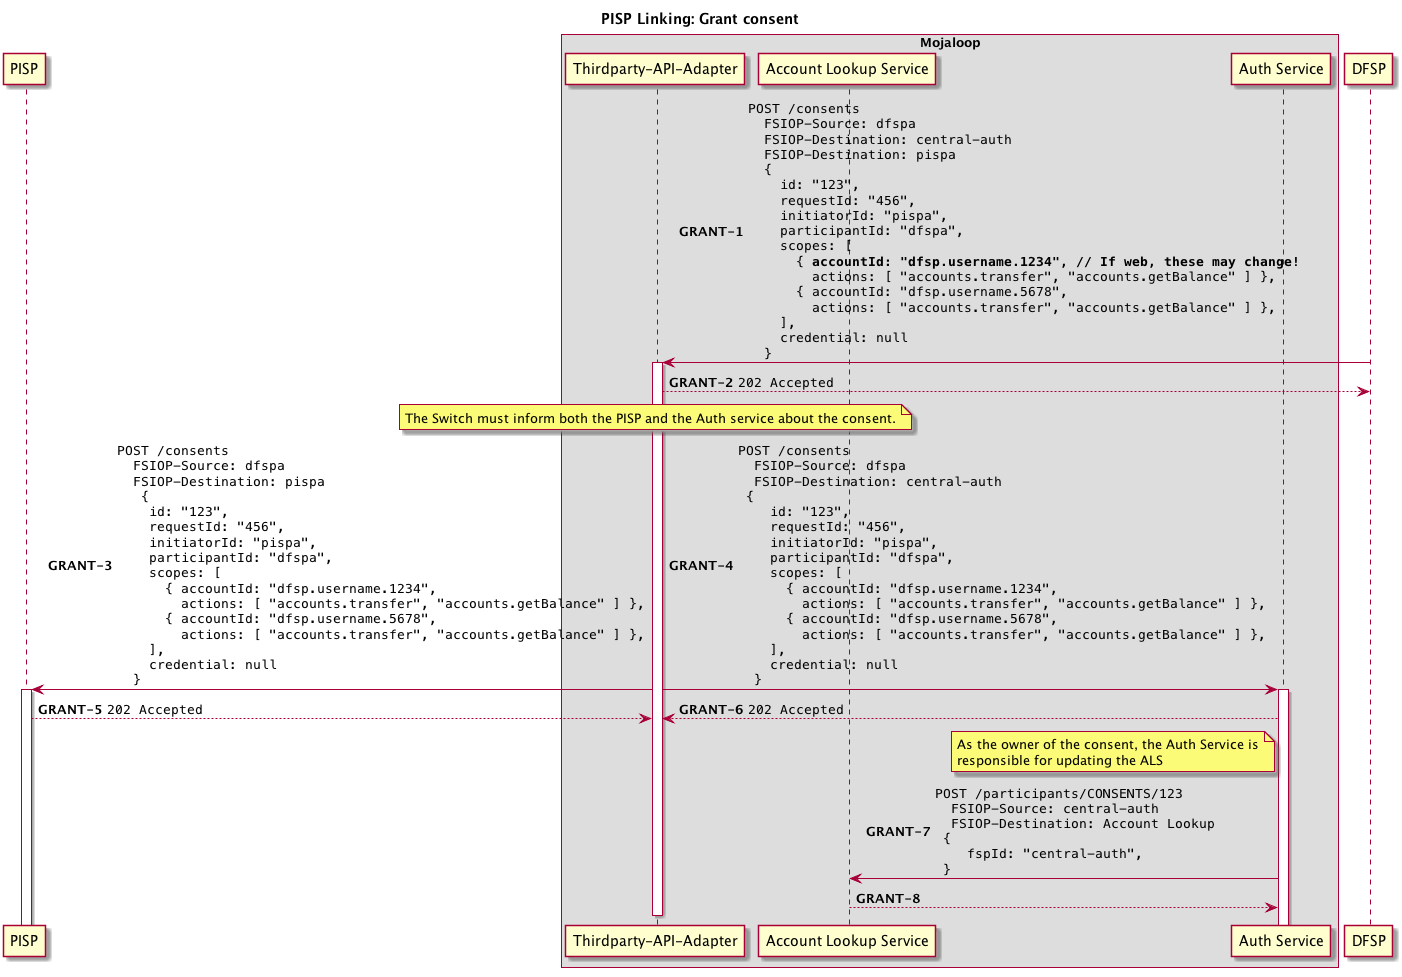 PISP Linking: Grant consent
Mojaloop
PISP
Thirdparty-API-Adapter
Account Lookup Service
Auth Service
DFSP
GRANT-1
POST /consents
FSIOP-Source: dfspa
FSIOP-Destination: central-auth
FSIOP-Destination: pispa
{
id: "123",
requestId: "456",
initiatorId: "pispa",
participantId: "dfspa",
scopes: [
{ accountId: "dfsp.username.1234", // If web, these may change!
actions: [ "accounts.transfer", "accounts.getBalance" ] },
{ accountId: "dfsp.username.5678",
actions: [ "accounts.transfer", "accounts.getBalance" ] },
],
credential: null
}
GRANT-2 202 Accepted
The Switch must inform both the PISP and the Auth service about the consent.
GRANT-3
POST /consents
FSIOP-Source: dfspa
FSIOP-Destination: pispa
{
id: "123",
requestId: "456",
initiatorId: "pispa",
participantId: "dfspa",
scopes: [
{ accountId: "dfsp.username.1234",
actions: [ "accounts.transfer", "accounts.getBalance" ] },
{ accountId: "dfsp.username.5678",
actions: [ "accounts.transfer", "accounts.getBalance" ] },
],
credential: null
}
GRANT-4
POST /consents
FSIOP-Source: dfspa
FSIOP-Destination: central-auth
{
id: "123",
requestId: "456",
initiatorId: "pispa",
participantId: "dfspa",
scopes: [
{ accountId: "dfsp.username.1234",
actions: [ "accounts.transfer", "accounts.getBalance" ] },
{ accountId: "dfsp.username.5678",
actions: [ "accounts.transfer", "accounts.getBalance" ] },
],
credential: null
}
GRANT-5 202 Accepted
GRANT-6 202 Accepted
As the owner of the consent, the Auth Service is
responsible for updating the ALS
GRANT-7
POST /participants/CONSENTS/123
FSIOP-Source: central-auth
FSIOP-Destination: Account Lookup
{
fspId: "central-auth",
}
GRANT-8
PISP
Thirdparty-API-Adapter
Account Lookup Service
Auth Service
DFSP